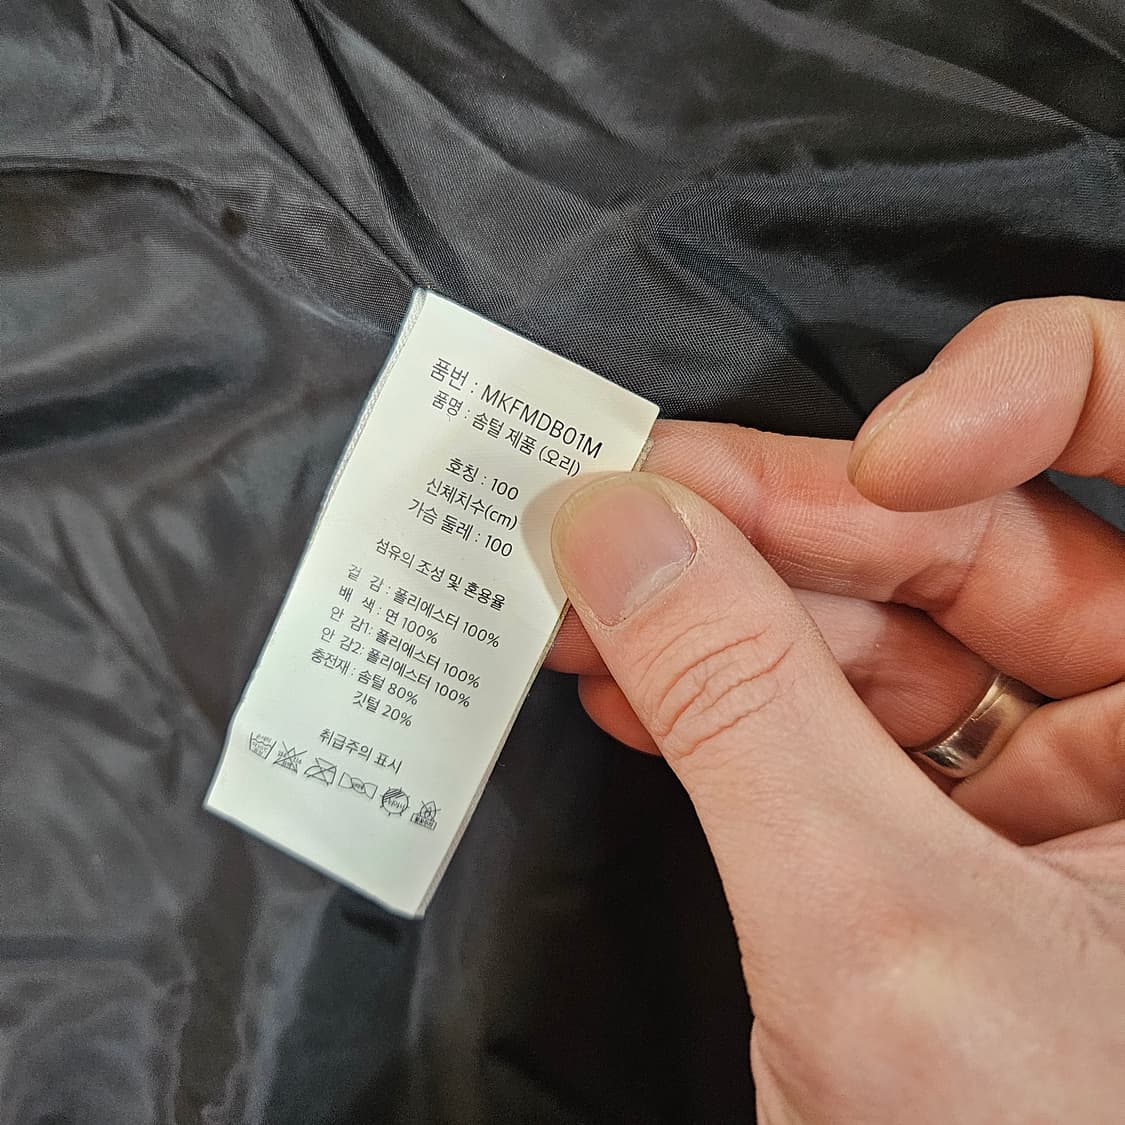 품번 : MKFMDB01M
품명 : 솜털 제품 (오리)
호칭 : 100
신체치수(cm)
가슴 둘레 : 100
섬유의 조성 및 혼용율
겉 감 : 폴리에스터 100%
배 색 : 면 100%
안 감1: 폴리에스터 100%
안 감2: 폴리에스터 100%
충전재 : 솜털 80%
깃털 20%
취급주의 표시